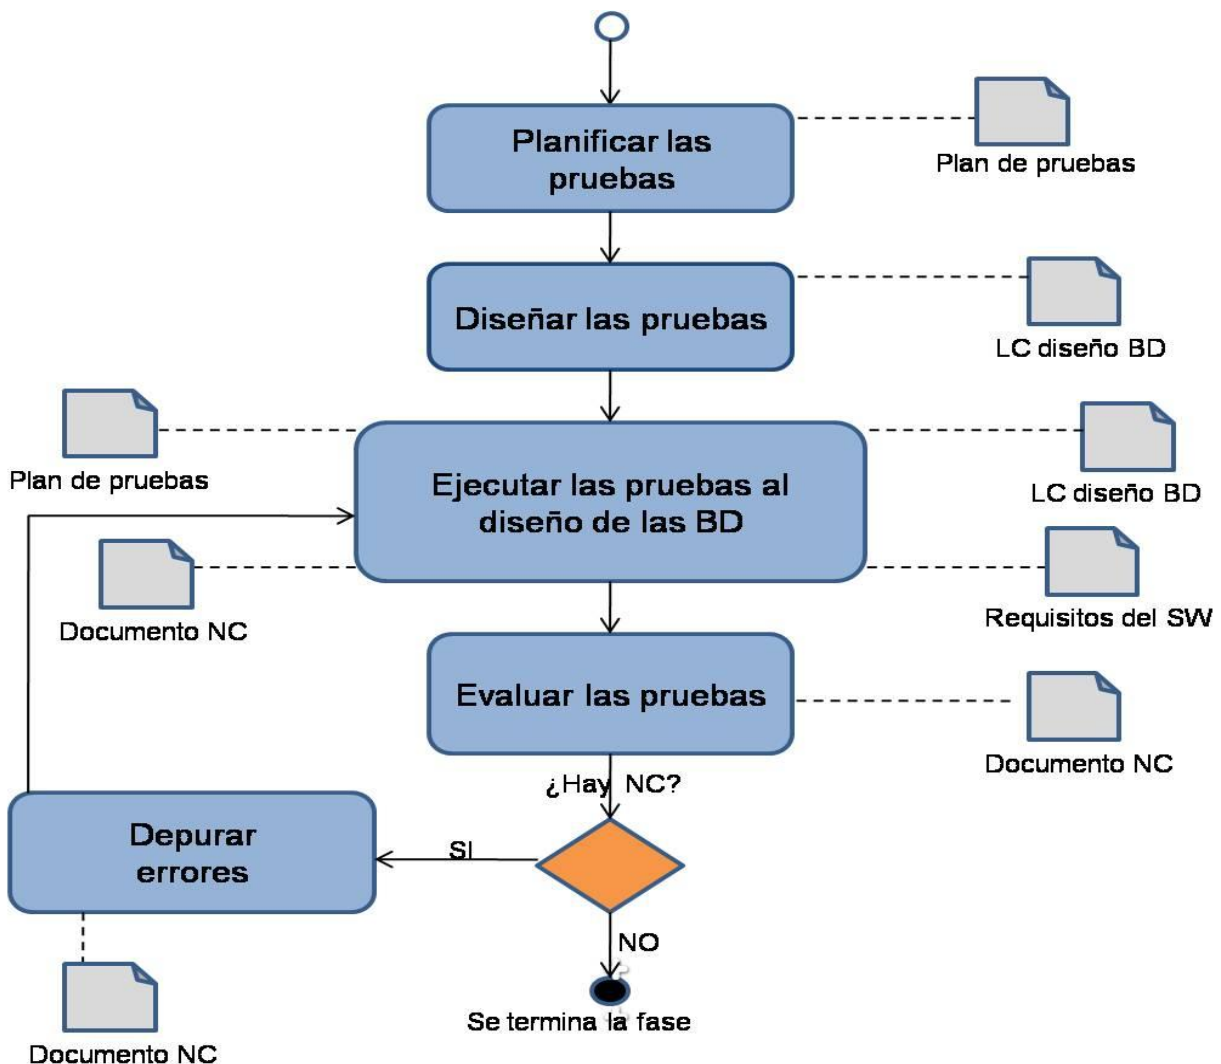 Planificar las
pruebas
Plan de pruebas
Diseñar las pruebas
LC diseño BD
Plan de pruebas
Ejecutar las pruebas al
diseño de las BD
LC diseño BD
Documento NC
Requisitos del SW
Evaluar las pruebas
Documento NC
¿Hay NC?
Depurar
errores
SI
NO
Se termina la fase
Documento NC